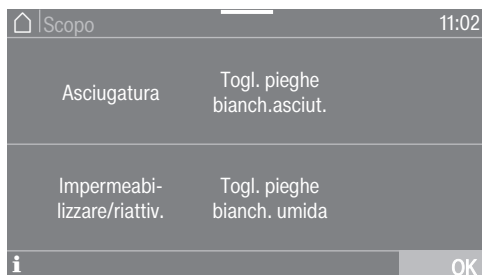 Scopo
11:02
Asciugatura
Togl. pieghe
bianch.asciut.
Impermeabi-
lizzare/riattiv.
Togl. pieghe
bianch. umida
i
OK